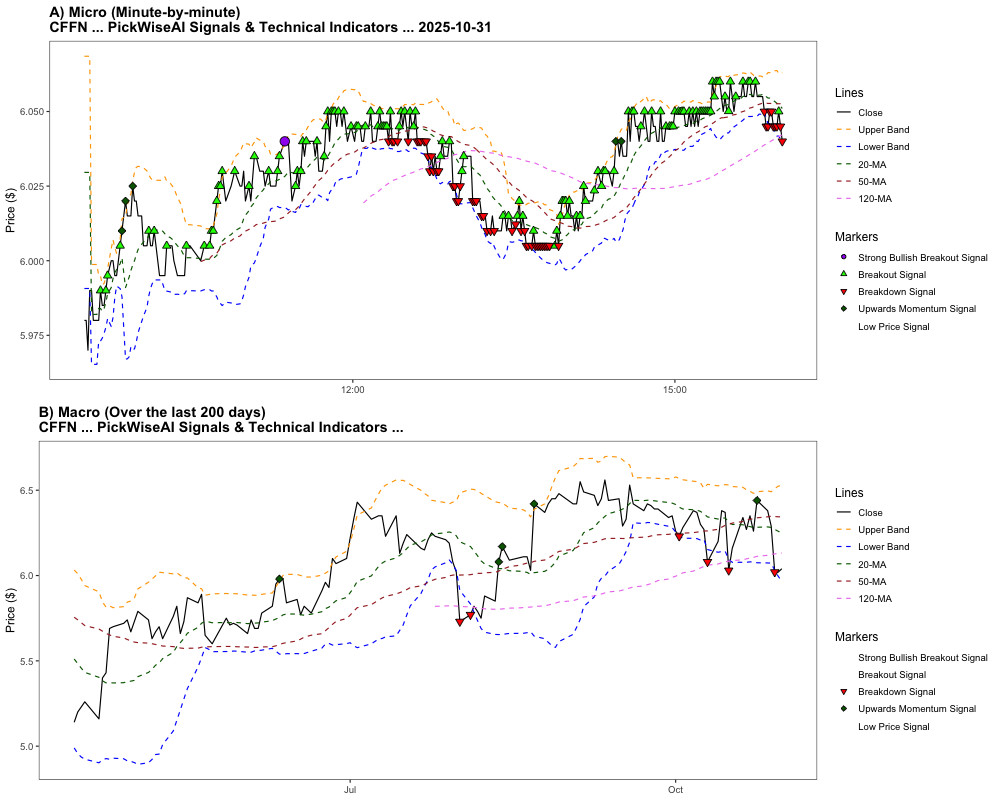 A) Micro (Minute-by-minute)
CFFN ... PickWiseAI Signals & Technical Indicators ... 2025-10-31
Price ($)
6.050
6.025
6.000
5.975
12:00
15:00
Lines
Close
Upper Band
Lower Band
20-MA
50-MA
120-MA
Markers
Strong Bullish Breakout Signal
Breakout Signal
Breakdown Signal
Upwards Momentum Signal
Low Price Signal
B) Macro (Over the last 200 days)
CFFN ... PickWiseAI Signals & Technical Indicators ...
Price ($)
6.5
6.0
5.5
5.0
Jul
Oct
Lines
Close
Upper Band
Lower Band
20-MA
50-MA
120-MA
Markers
Strong Bullish Breakout Signal
Breakout Signal
Breakdown Signal
Upwards Momentum Signal
Low Price Signal